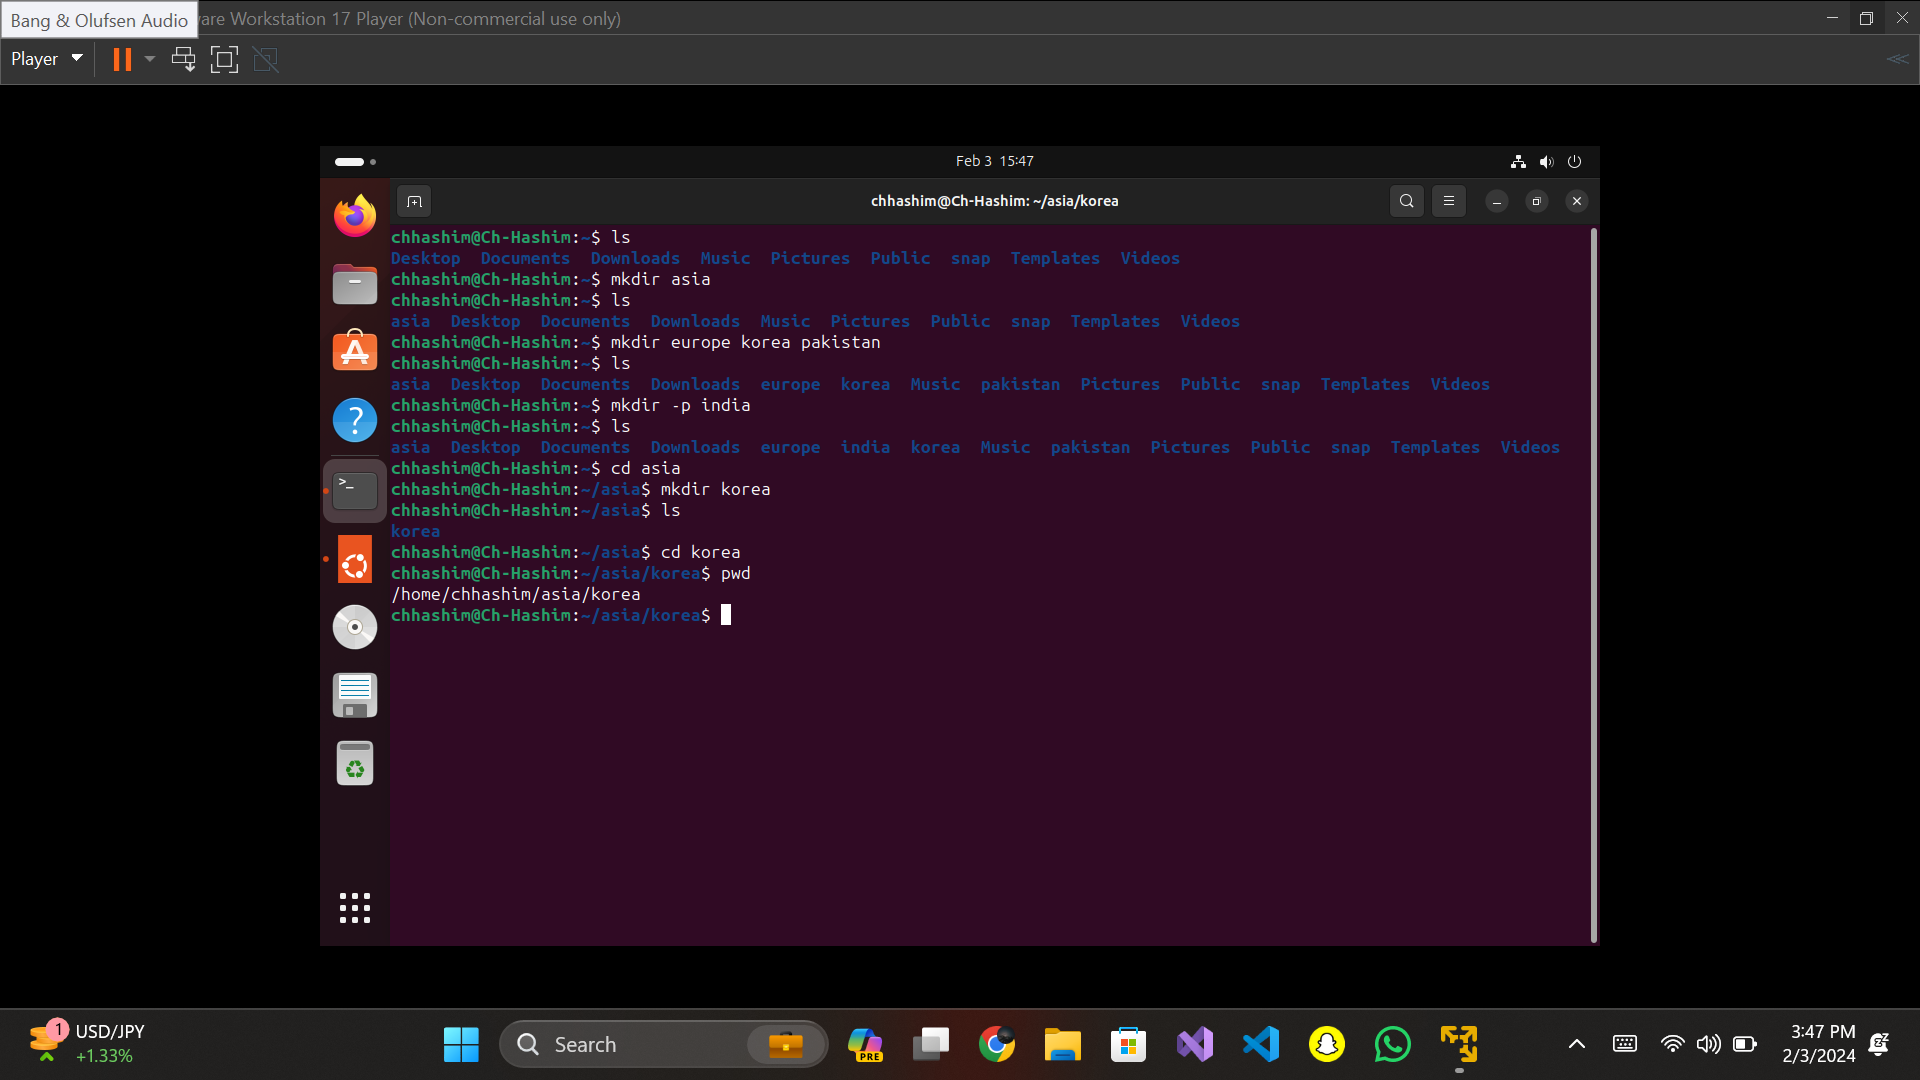 Bang & Olufsen Audio
ware Workstation 17 Player (Non-commercial use only)
Player
Feb 3 15:47
chhashim@Ch-Hashim: ~/asia/korea
chhashim@Ch-Hashim:~$ ls
Desktop Documents Downloads Music Pictures Public snap Templates Videos
chhashim@Ch-Hashim:~$ mkdir asia
chhashim@Ch-Hashim:~$ ls
asia Desktop Documents Downloads Music Pictures Public snap Templates Videos
chhashim@Ch-Hashim:~$ mkdir europe korea pakistan
chhashim@Ch-Hashim:~$ ls
asia Desktop Documents Downloads europe korea Music pakistan Pictures Public snap Templates Videos
chhashim@Ch-Hashim:~$ mkdir -p india
chhashim@Ch-Hashim:~$ ls
asia Desktop Documents Downloads europe india korea Music pakistan Pictures Public snap Templates Videos
chhashim@Ch-Hashim:~$ cd asia
chhashim@Ch-Hashim:~/asia$ mkdir korea
chhashim@Ch-Hashim:~/asia$ ls
korea
chhashim@Ch-Hashim:~/asia$ cd korea
chhashim@Ch-Hashim:~/asia/korea$ pwd
/home/chhashim/asia/korea
chhashim@Ch-Hashim:~/asia/korea$
1
USD/JPY
+1.33%
Search
PRE
3:47 PM
2/3/2024